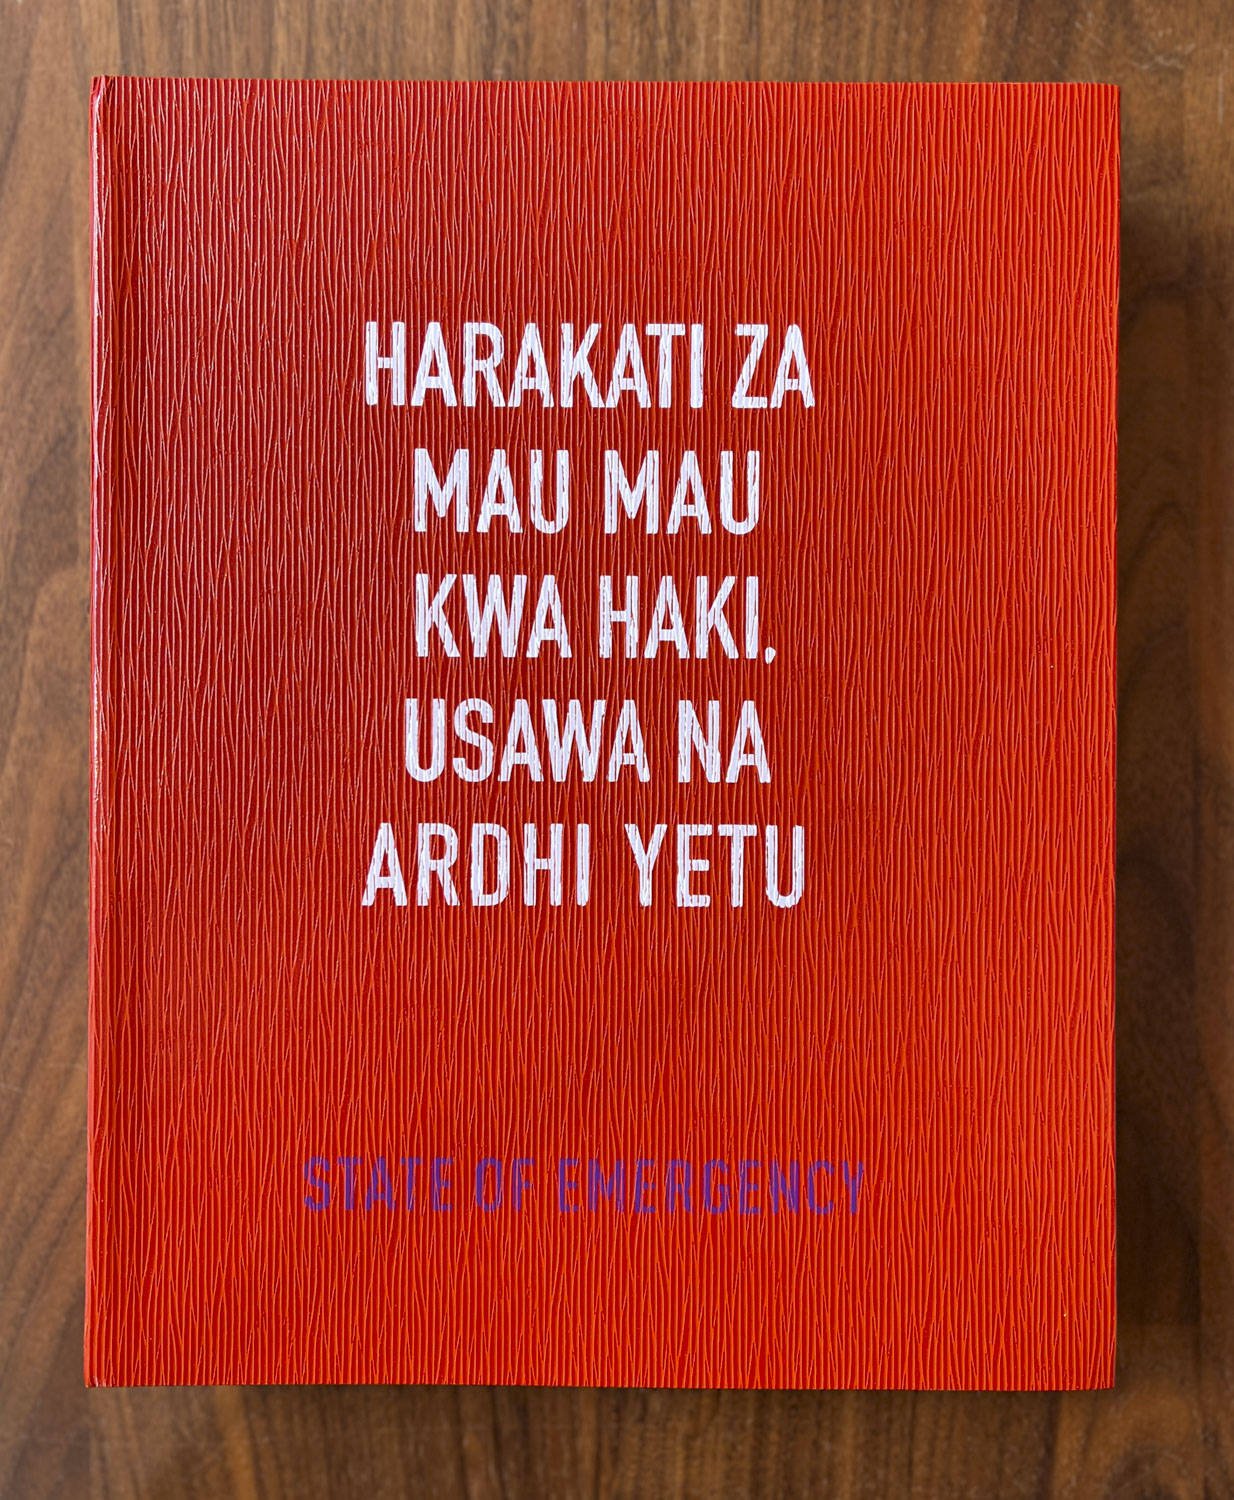 HARAKATI ZA
MAU MAU
KWA HAKI,
USAWA NA
ARDHI YETU
STATE OF EMERGENCY